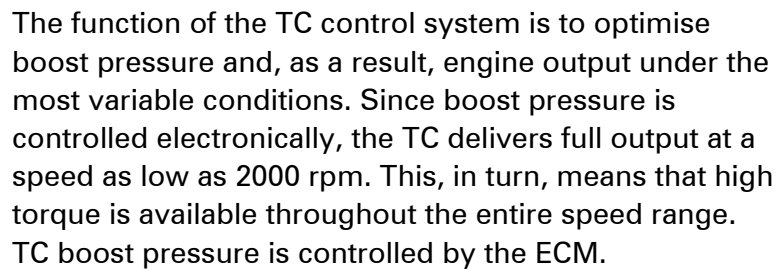 The function of the TC control system is to optimise
boost pressure and, as a result, engine output under the
most variable conditions. Since boost pressure is
controlled electronically, the TC delivers full output at a
speed as low as 2000 rpm. This, in turn, means that high
torque is available throughout the entire speed range.
TC boost pressure is controlled by the ECM.